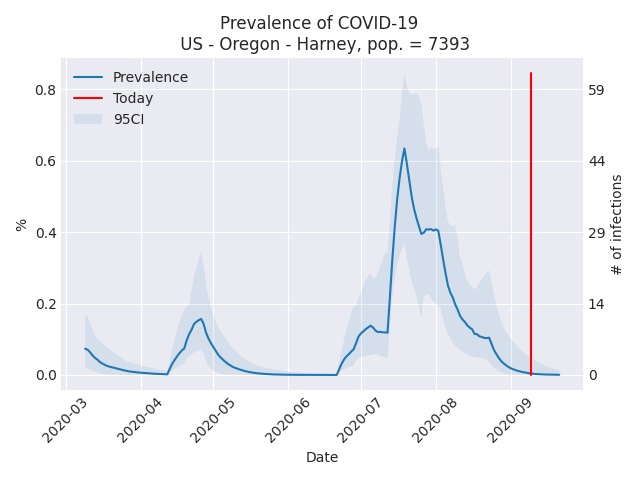 Prevalence of COVID-19
US - Oregon - Harney, pop. = 7393
Prevalence
Today
95CI
%
0.8
0.6
0.4
0.2
0.0
59
44
29
14
0
# of infections
2020-03
2020-04
2020-05
2020-06
2020-07
2020-08
2020-09
Date